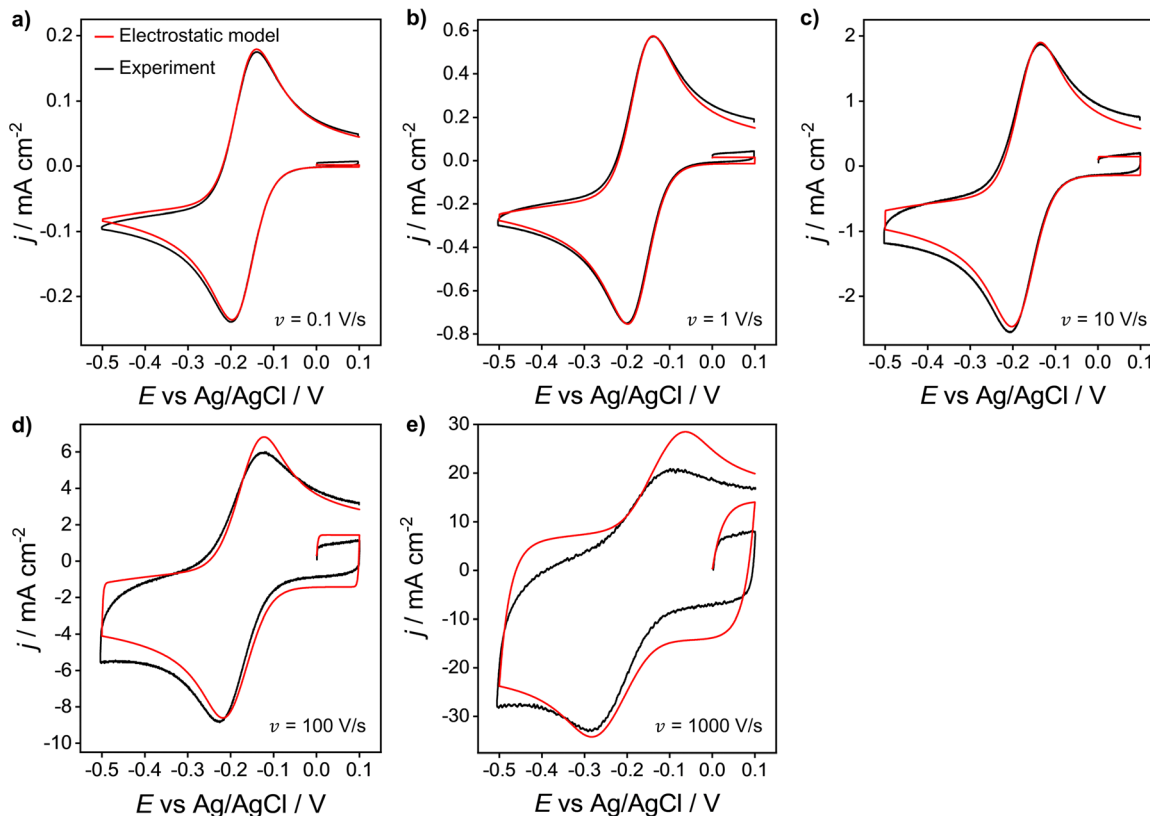 a)
0.2
0.1
0.0
-0.1
-0.2
j / mA cm⁻²
Electrostatic model
Experiment
v = 0.1 V/s
-0.5 -0.4 -0.3 -0.2 -0.1 0.0 0.1
E vs Ag/AgCl / V
b)
0.6
0.4
0.2
0.0
-0.2
-0.4
-0.6
-0.8
j / mA cm⁻²
v = 1 V/s
-0.5 -0.4 -0.3 -0.2 -0.1 0.0 0.1
E vs Ag/AgCl / V
c)
2
1
0
-1
-2
j / mA cm⁻²
v = 10 V/s
-0.5 -0.4 -0.3 -0.2 -0.1 0.0 0.1
E vs Ag/AgCl / V
d)
6
4
2
0
-2
-4
-6
-8
-10
j / mA cm⁻²
v = 100 V/s
-0.5 -0.4 -0.3 -0.2 -0.1 0.0 0.1
E vs Ag/AgCl / V
e)
30
20
10
0
-10
-20
-30
j / mA cm⁻²
v = 1000 V/s
-0.5 -0.4 -0.3 -0.2 -0.1 0.0 0.1
E vs Ag/AgCl / V